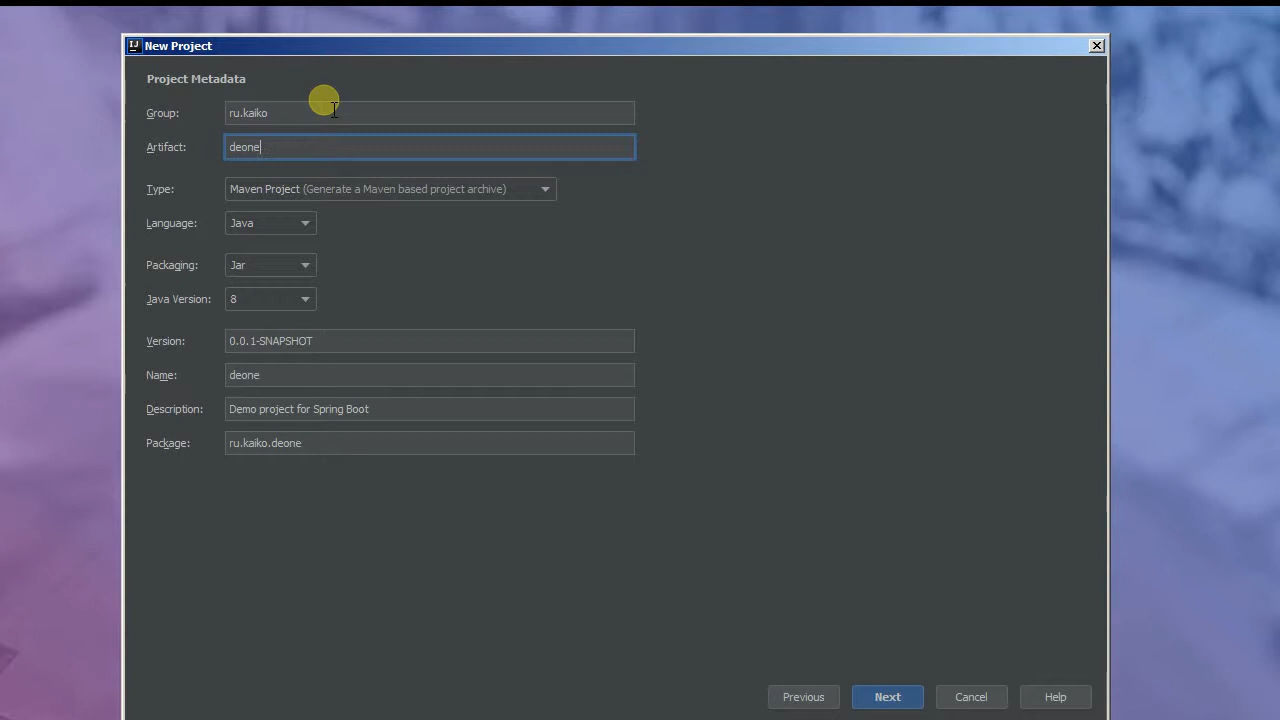 New Project
Project Metadata
Group: ru.kaiko
Artifact: deone
Type: Maven Project (Generate a Maven based project archive)
Language: Java
Packaging: Jar
Java Version: 8
Version: 0.0.1-SNAPSHOT
Name: deone
Description: Demo project for Spring Boot
Package: ru.kaiko.deone
Previous Next Cancel Help